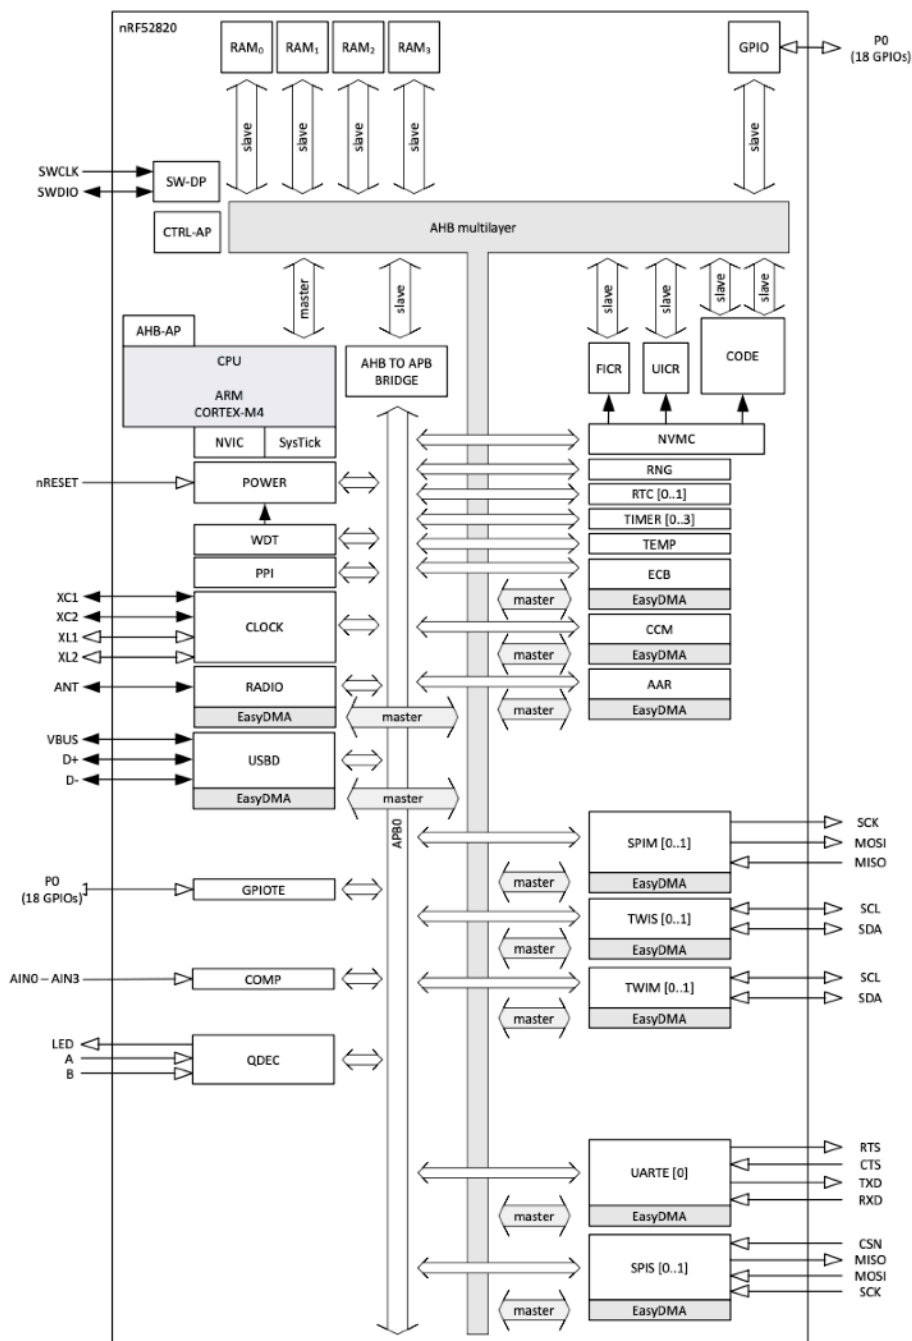 nRF52820
RAM0
RAM1
RAM2
RAM3
GPIO
P0
(18 GPIOs)
slave
slave
slave
slave
slave
SWCLK
SWDIO
SW-DP
CTRL-AP
AHB multilayer
master
slave
slave
slave
slave
slave
AHB-AP
CPU
ARM
CORTEX-M4
NVIC
SysTick
AHB TO APB
BRIDGE
FICR
UICR
CODE
NVMC
nRESET
POWER
RNG
RTC [0..1]
TIMER [0..3]
WDT
TEMP
PPI
ECB
master
EasyDMA
XC1
XC2
XL1
XL2
CLOCK
CCM
master
EasyDMA
ANT
RADIO
EasyDMA
master
AAR
master
EasyDMA
VBUS
D+
D-
USBD
EasyDMA
master
APB0
SPIM [0..1]
master
EasyDMA
SCK
MOSI
MISO
P0
(18 GPIOs)
GPIOTE
TWIS [0..1]
master
EasyDMA
SCL
SDA
AIN0 – AIN3
COMP
TWIM [0..1]
master
EasyDMA
SCL
SDA
LED
A
B
QDEC
UARTE [0]
master
EasyDMA
RTS
CTS
TXD
RXD
SPIS [0..1]
master
EasyDMA
CSN
MISO
MOSI
SCK